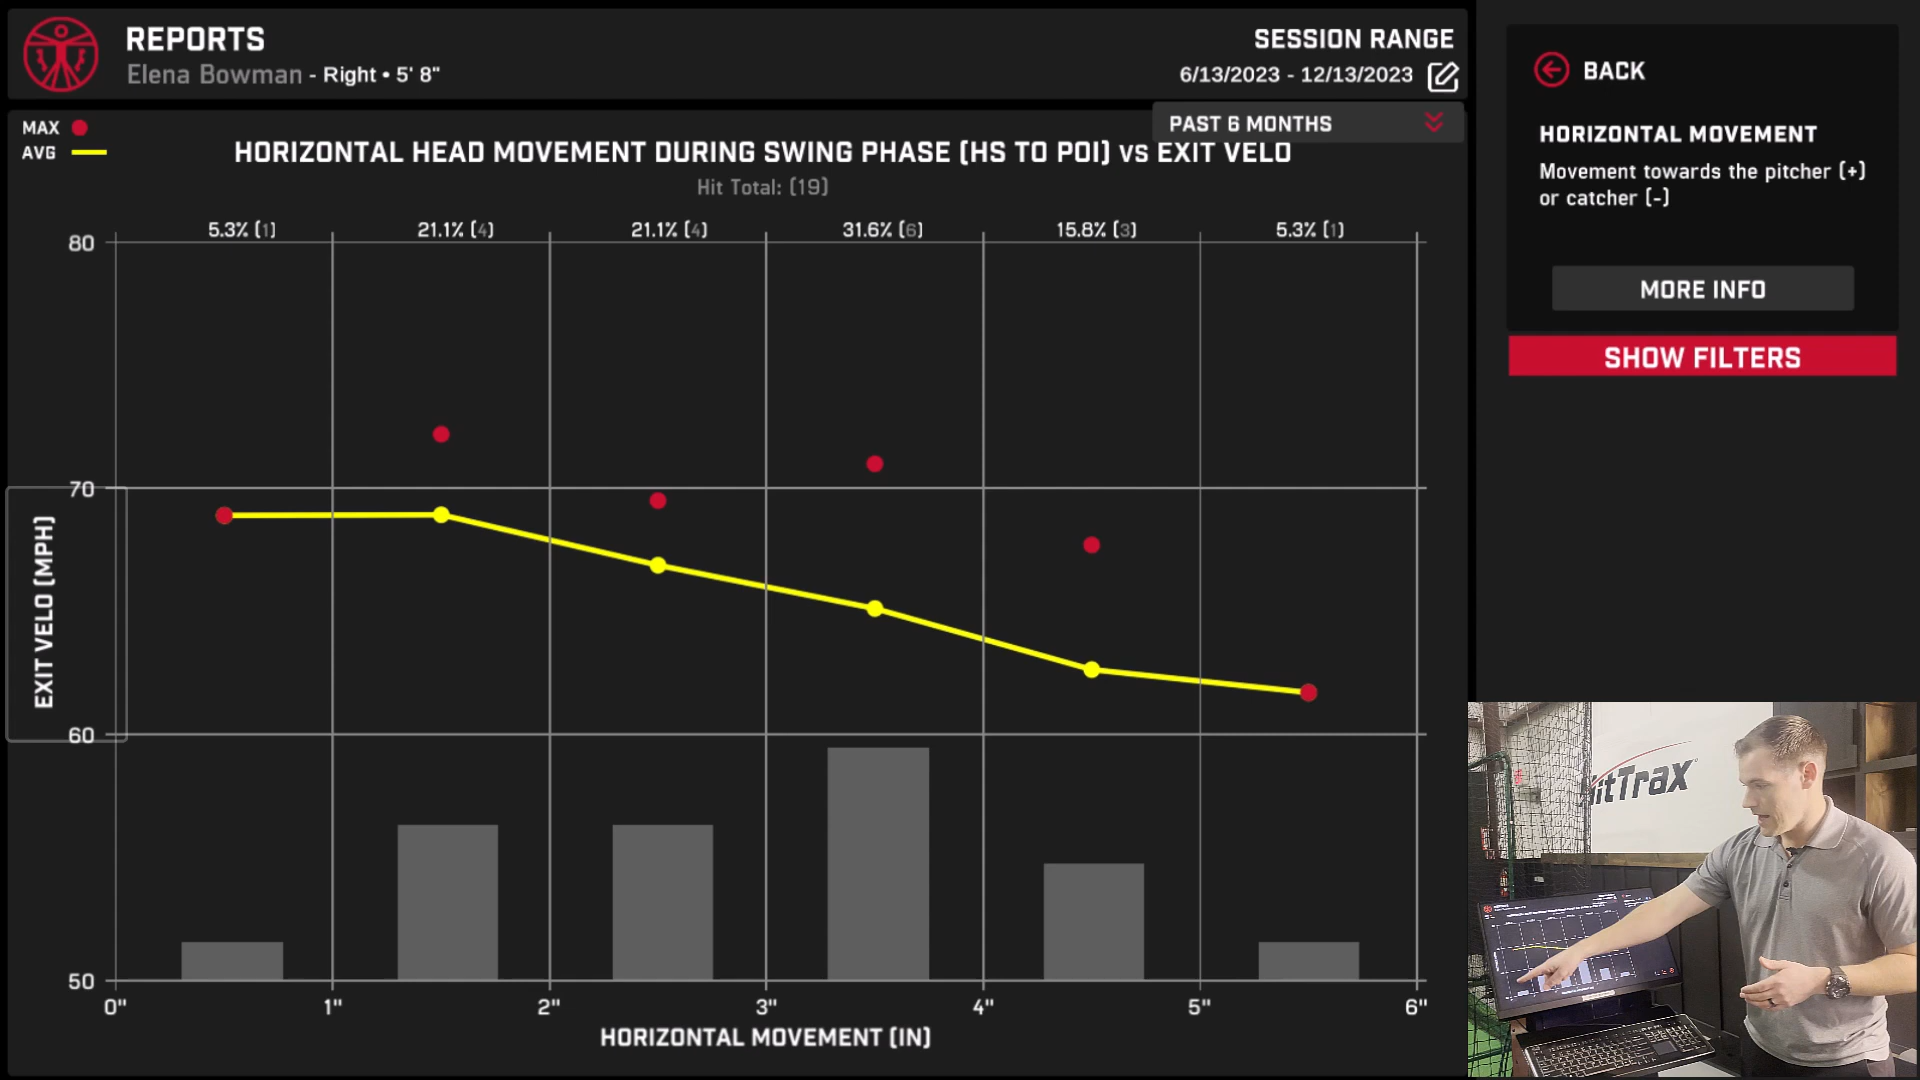 REPORTS
Elena Bowman - Right • 5' 8"
SESSION RANGE
6/13/2023 - 12/13/2023
PAST 6 MONTHS
MAX
AVG
HORIZONTAL HEAD MOVEMENT DURING SWING PHASE (HS TO POI) vs EXIT VELO
Hit Total: (19)
5.3% (1) 21.1% (4) 21.1% (4) 31.6% (6) 15.8% (3) 5.3% (1)
80
70
60
50
EXIT VELO (MPH)
0" 1" 2" 3" 4" 5" 6"
HORIZONTAL MOVEMENT (IN)
BACK
HORIZONTAL MOVEMENT
Movement towards the pitcher (+)
or catcher (-)
MORE INFO
SHOW FILTERS
HitTrax